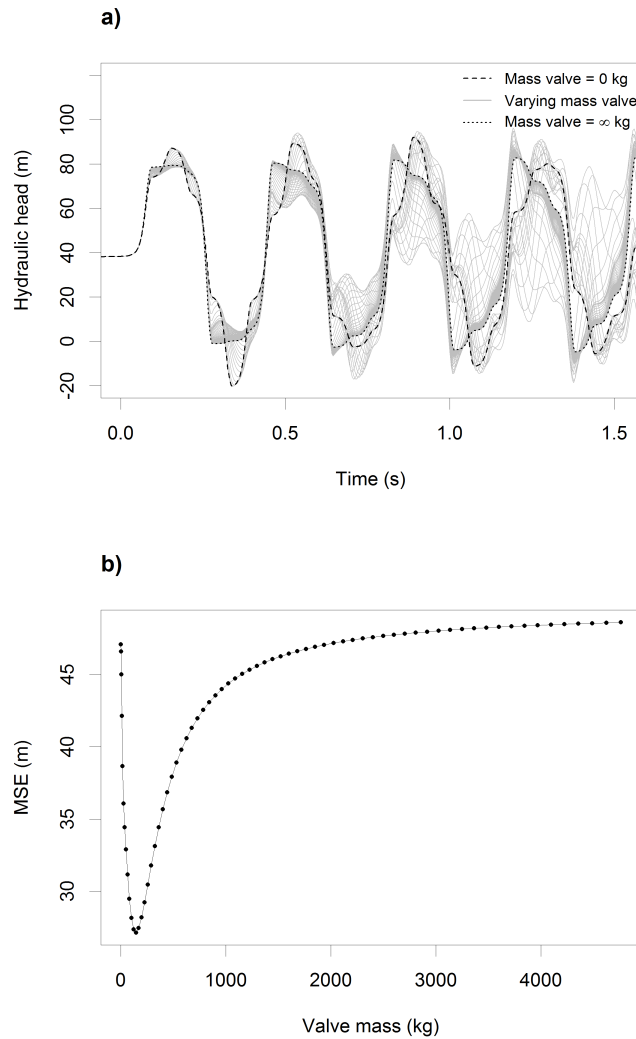 a)
Mass valve = 0 kg
Varying mass valve
Mass valve = ∞ kg
Hydraulic head (m)
100
80
60
40
20
0
-20
0.0 0.5 1.0 1.5
Time (s)
b)
MSE (m)
45
40
35
30
0 1000 2000 3000 4000
Valve mass (kg)